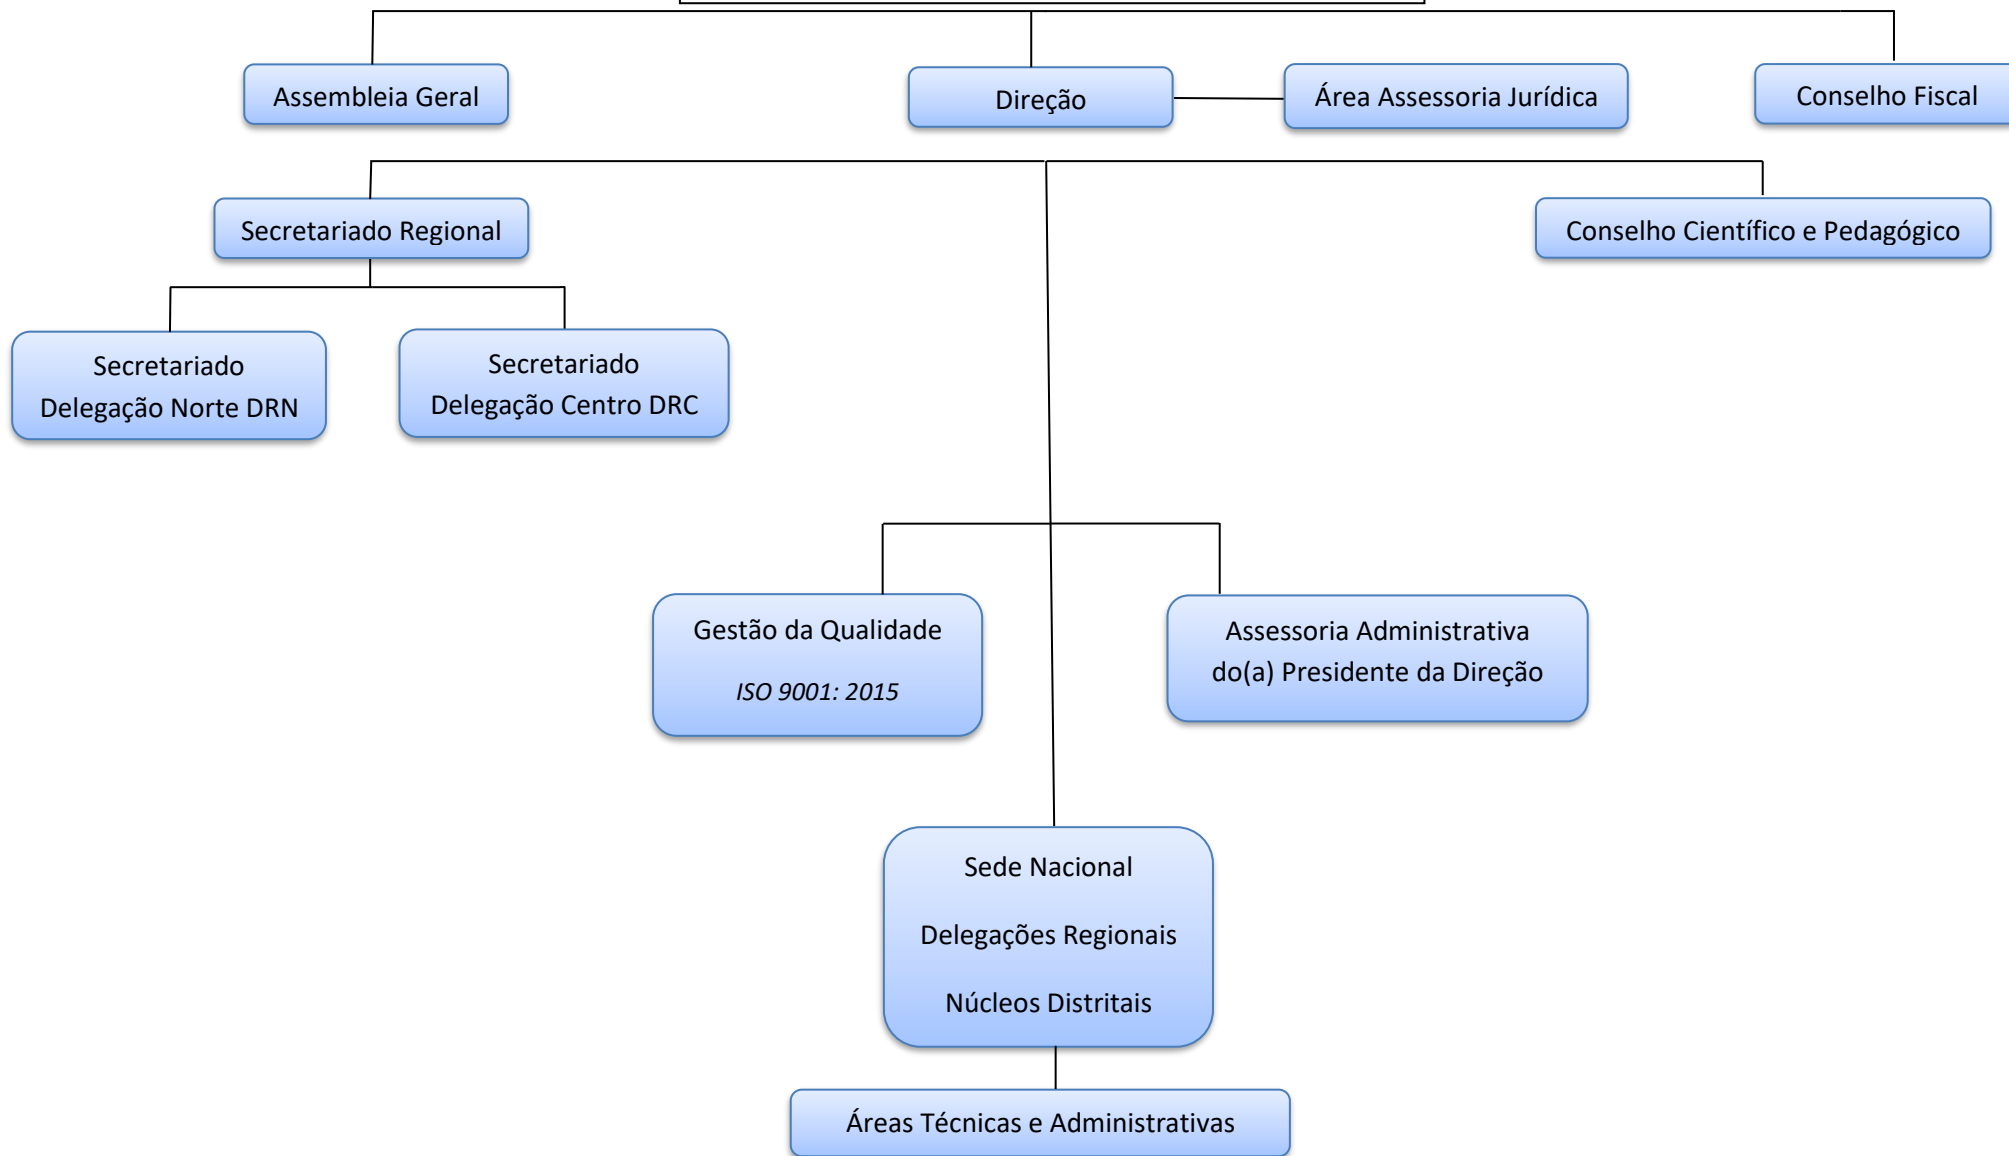 Assembleia Geral
Direção
Área Assessoria Jurídica
Conselho Fiscal
Secretariado Regional
Conselho Científico e Pedagógico
Secretariado
Delegação Norte DRN
Secretariado
Delegação Centro DRC
Gestão da Qualidade
ISO 9001: 2015
Assessoria Administrativa
do(a) Presidente da Direção
Sede Nacional
Delegações Regionais
Núcleos Distritais
Áreas Técnicas e Administrativas